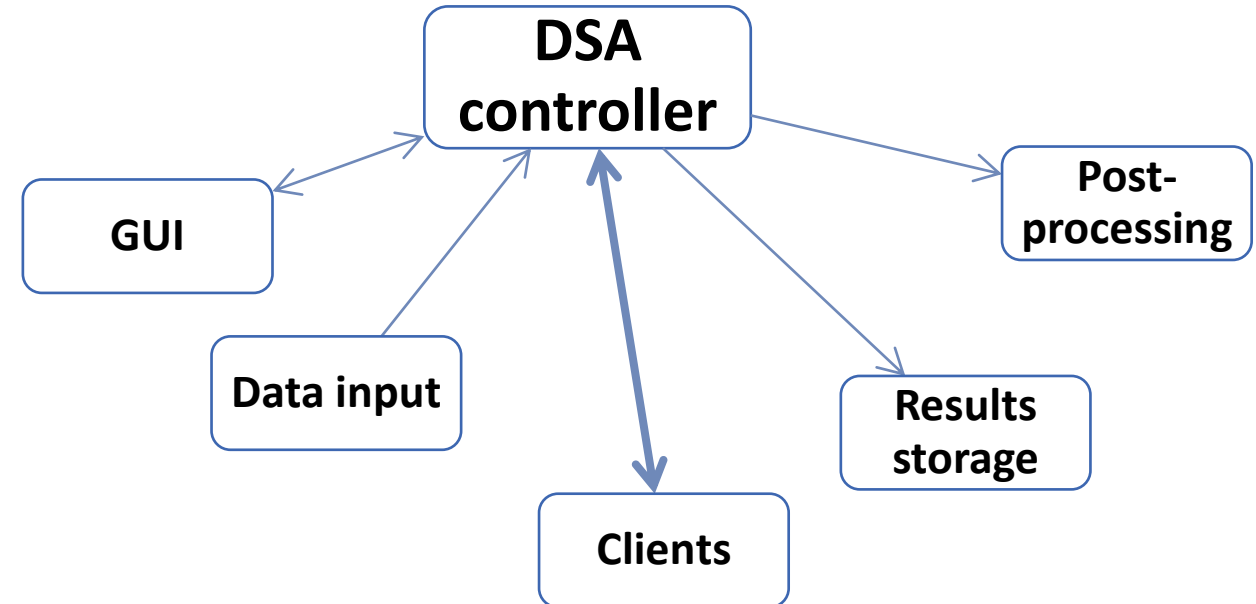 DSA
controller
GUI
Post-
processing
Data input
Results
storage
Clients